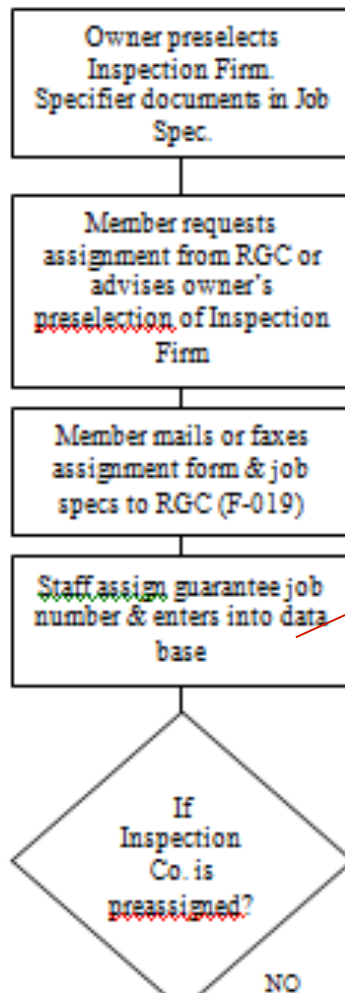 Owner preselects
Inspection Firm.
Specifier documents in Job
Spec.
Member requests
assignment from RGC or
advises owner's
preselection of Inspection
Firm
Member mails or faxes
assignment form & job
specs to RGC (F-019)
Staff assign guarantee job
number & enters into data
base
If
Inspection
Co. is
preassigned?
NO